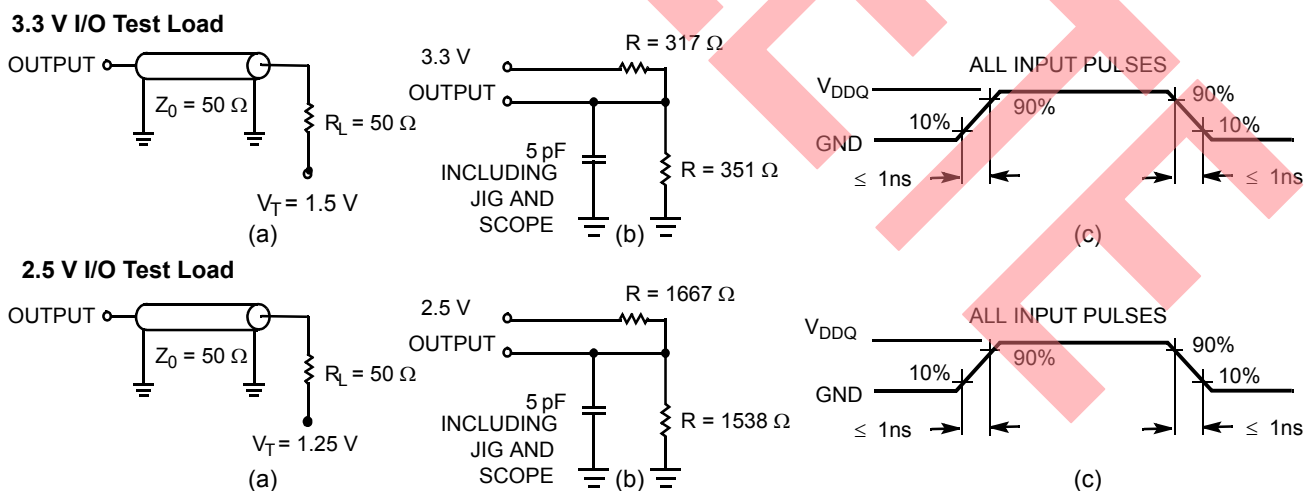 3.3 V I/O Test Load
OUTPUT
Z0 = 50 Ω
RL = 50 Ω
VT = 1.5 V
(a)
3.3 V
R = 317 Ω
OUTPUT
5 pF
INCLUDING
JIG AND
SCOPE
R = 351 Ω
(b)
ALL INPUT PULSES
VDDQ
GND
10%
90%
90%
10%
≤ 1ns
≤ 1ns
(c)
2.5 V I/O Test Load
OUTPUT
Z0 = 50 Ω
RL = 50 Ω
VT = 1.25 V
(a)
2.5 V
R = 1667 Ω
OUTPUT
5 pF
INCLUDING
JIG AND
SCOPE
R = 1538 Ω
(b)
ALL INPUT PULSES
VDDQ
GND
10%
90%
90%
10%
≤ 1ns
≤ 1ns
(c)